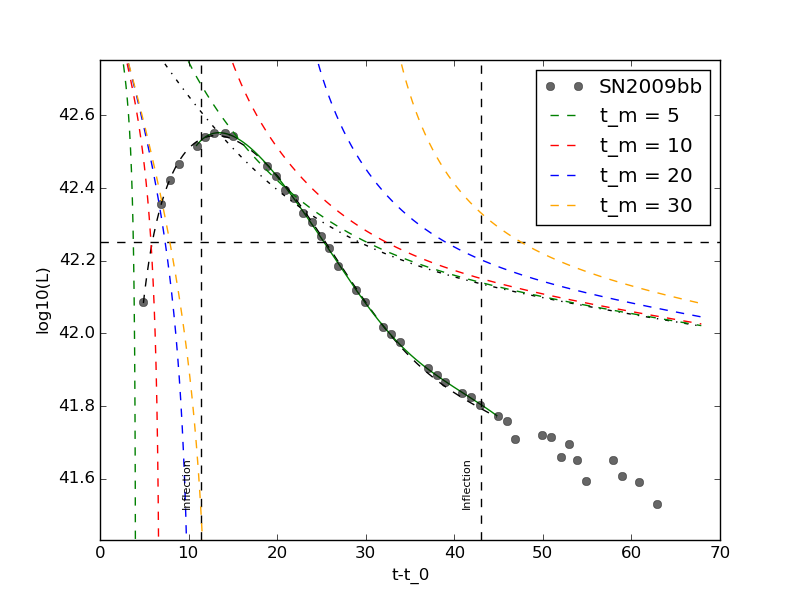 SN2009bb
t_m = 5
t_m = 10
t_m = 20
t_m = 30
log10(L)
42.6
42.4
42.2
42.0
41.8
41.6
Inflection
Inflection
0 10 20 30 40 50 60 70
t-t_0